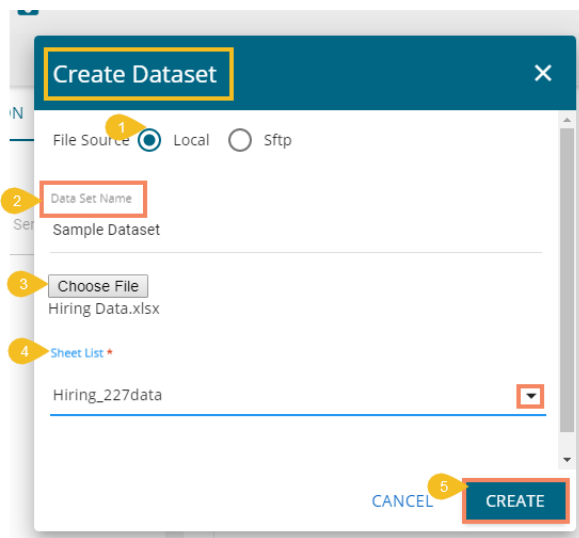 Create Dataset
N
1
File Source Local Sftp
2 Data Set Name
Ser
Sample Dataset
3 Choose File
Hiring Data.xlsx
4 Sheet List *
Hiring_227data
5
CANCEL CREATE